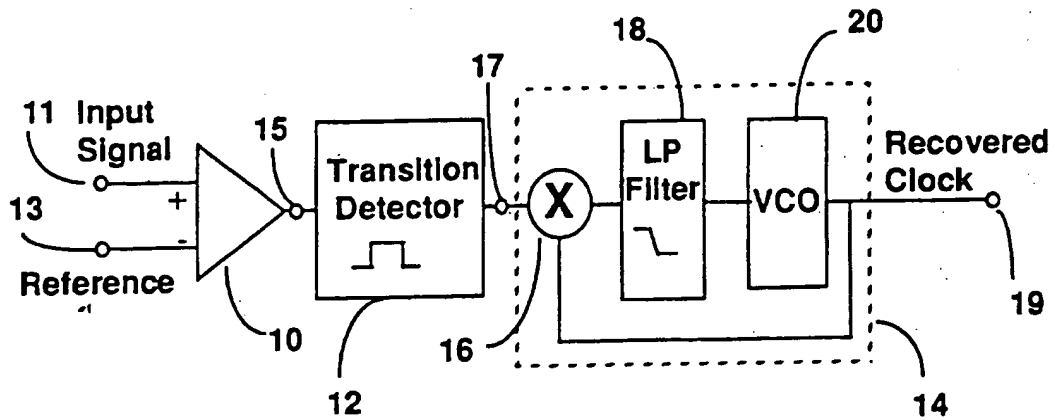 18
20
17
11 Input
Signal
15
Transition
Detector
LP
Filter
VCO
Recovered
Clock
13
+
-
X
Reference
10
12
16
14
19